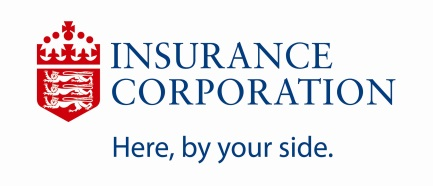 INSURANCE
CORPORATION
Here, by your side.